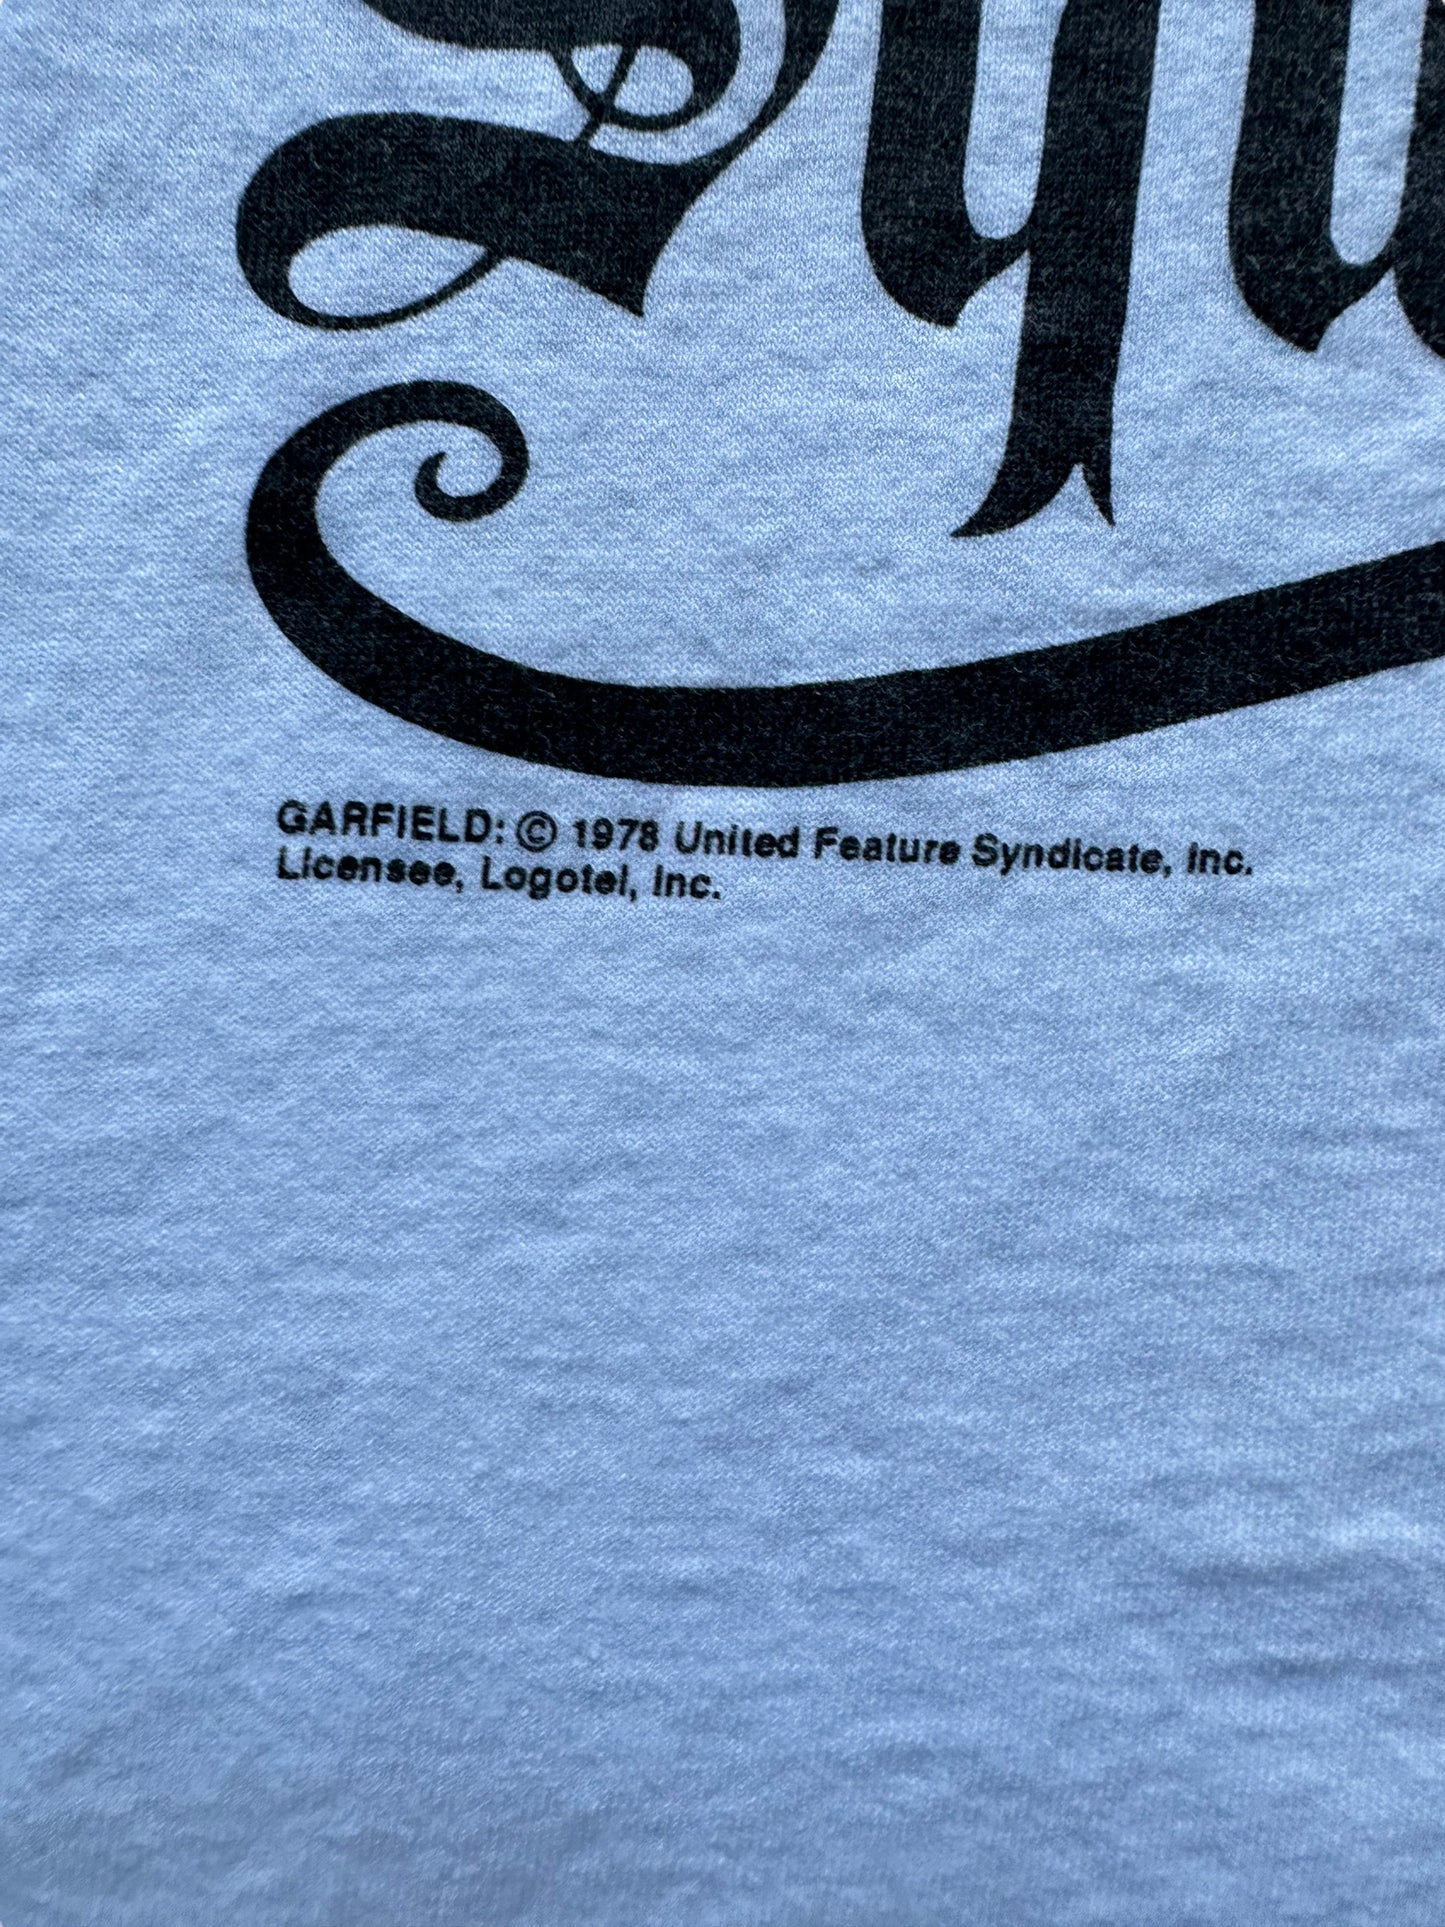 GARFIELD: © 1978 United Feature Syndicate, Inc.
Licensee, Logotel, Inc.